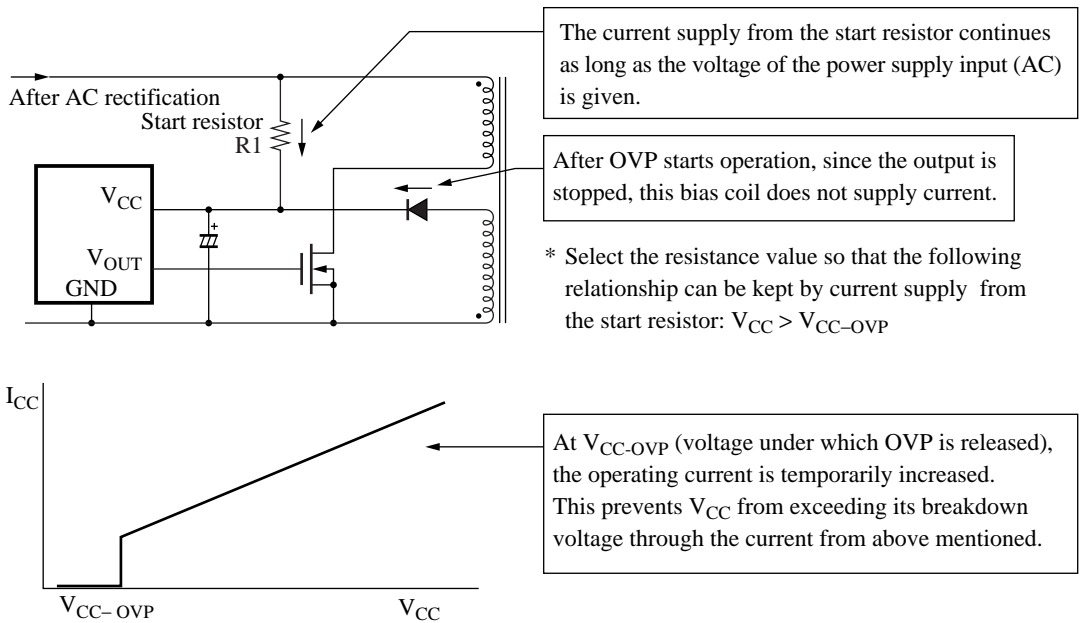 The current supply from the start resistor continues
as long as the voltage of the power supply input (AC)
is given.
After AC rectification
Start resistor
R1
After OVP starts operation, since the output is
stopped, this bias coil does not supply current.
VCC
+
VOUT
GND
* Select the resistance value so that the following
relationship can be kept by current supply from
the start resistor: VCC > VCC–OVP
ICC
At VCC-OVP (voltage under which OVP is released),
the operating current is temporarily increased.
This prevents VCC from exceeding its breakdown
voltage through the current from above mentioned.
VCC– OVP
VCC